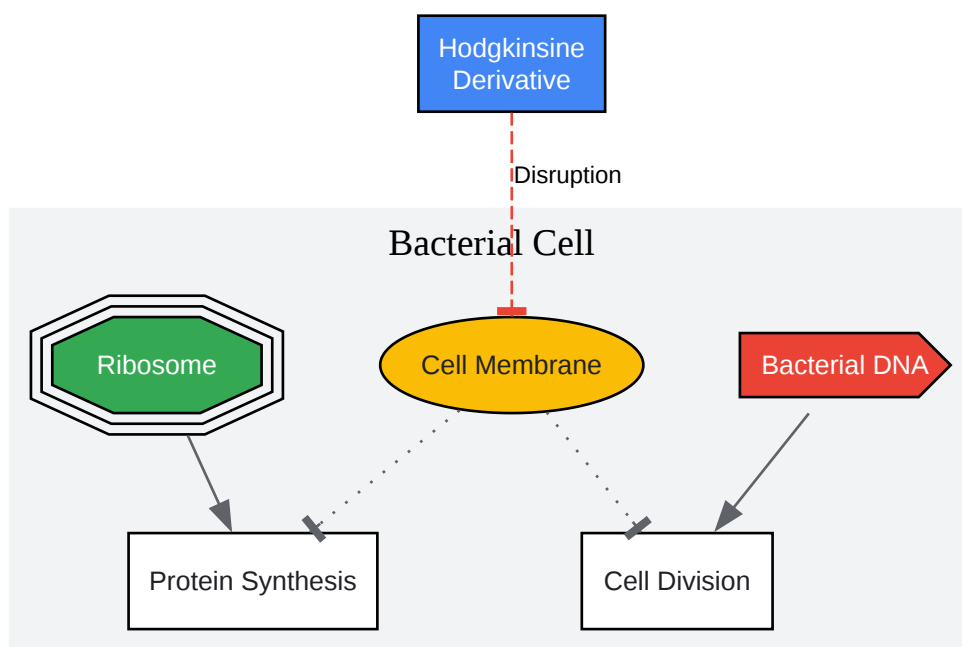 Hodgkinsine
Derivative
Disruption
Bacterial Cell
Ribosome
Cell Membrane
Bacterial DNA
Protein Synthesis
Cell Division